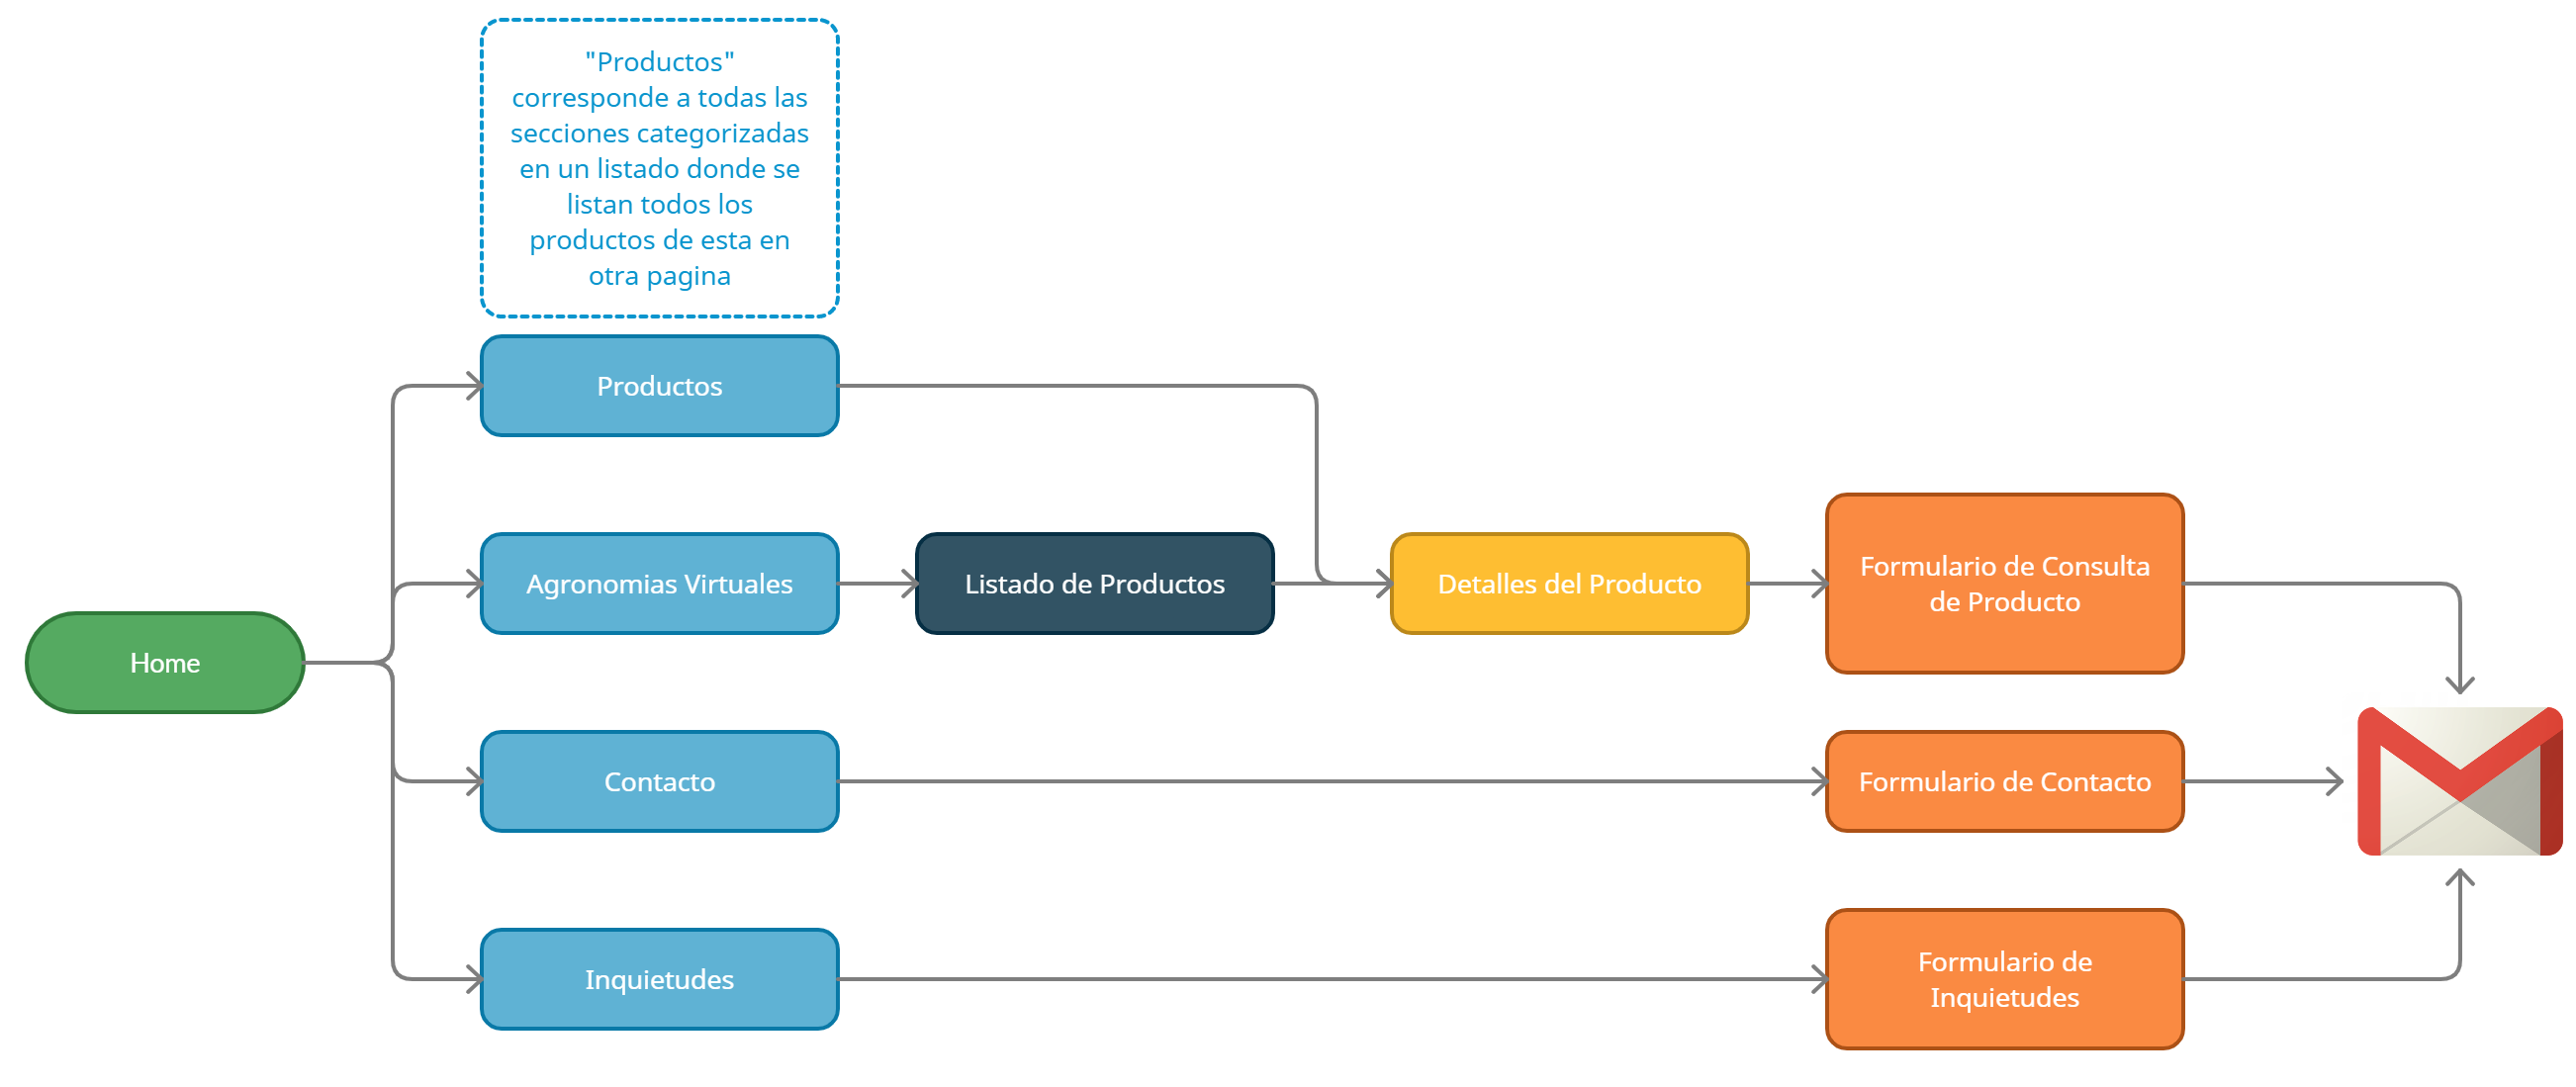 "Productos"
corresponde a todas las
secciones categorizadas
en un listado donde se
listan todos los
productos de esta en
otra pagina
Productos
Agronomias Virtuales
Listado de Productos
Detalles del Producto
Formulario de Consulta
de Producto
Home
Contacto
Formulario de Contacto
Inquietudes
Formulario de
Inquietudes